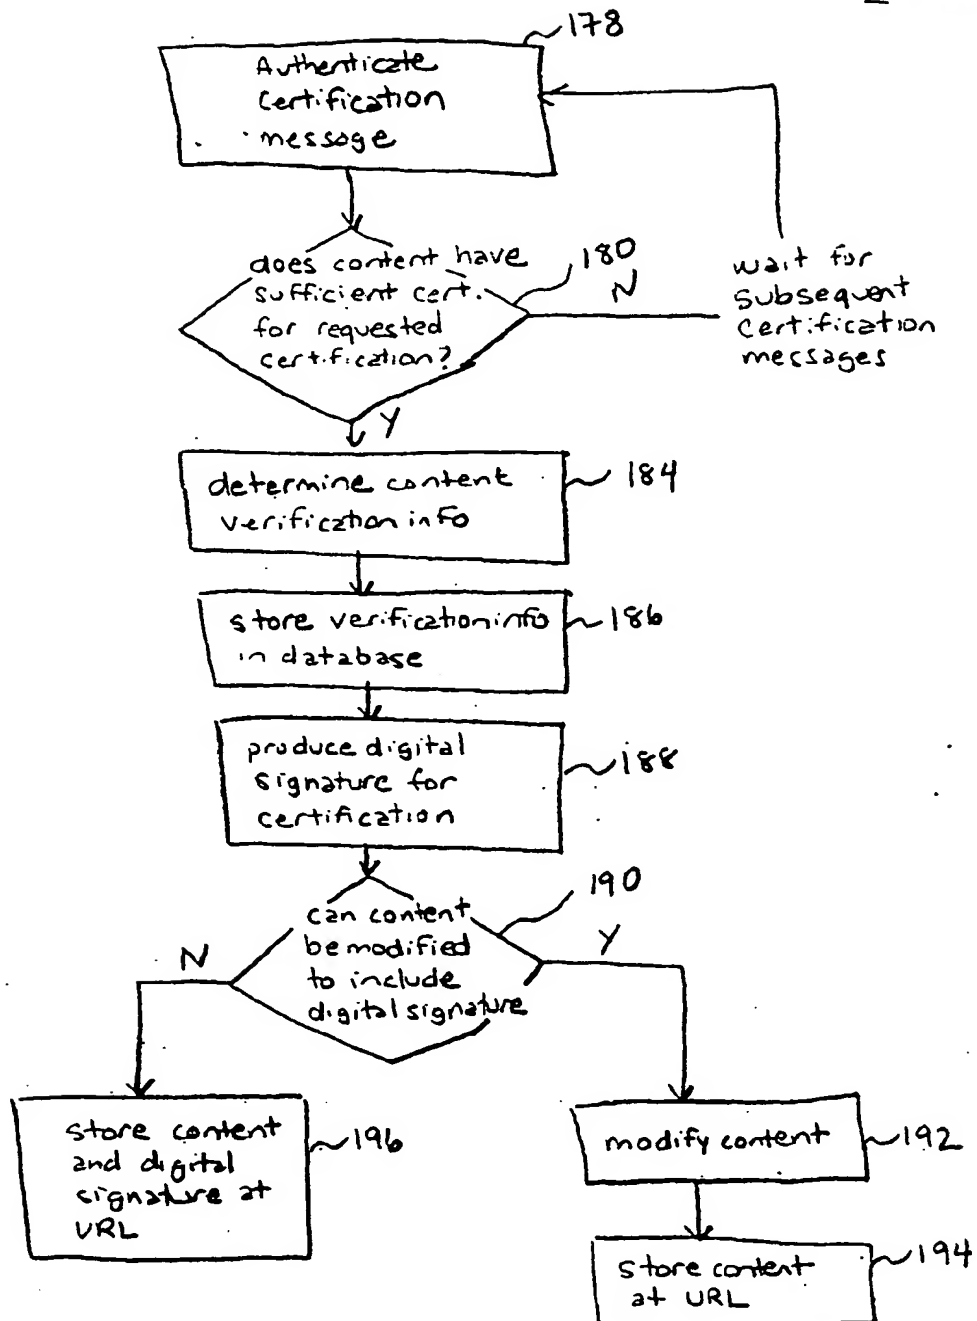 178
Authenticate
certification
message
does content have
sufficient cert.
for requested
certification?
180
N
wait for
subsequent
certification
messages
Y
determine content
verification info
184
store verification info
in database
186
produce digital
signature for
certification
188
can content
be modified
to include
digital signature
190
N
Y
store content
and digital
signature at
URL
196
modify content
192
store content
at URL
194